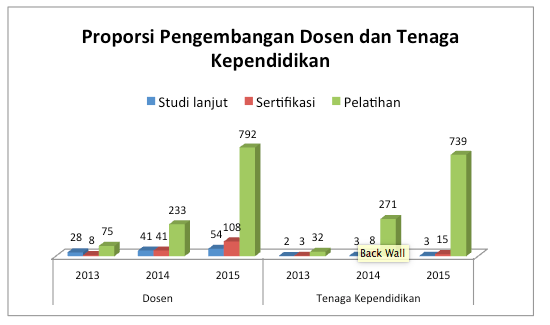 Proporsi Pengembangan Dosen dan Tenaga
Kependidikan
Studi lanjut Sertifikasi Pelatihan
792
739
233
271
108
75
28 8
41 41
54
2 3 32
3 8
3 15
Back Wall
2013 2014 2015 2013 2014 2015
Dosen Tenaga Kependidikan